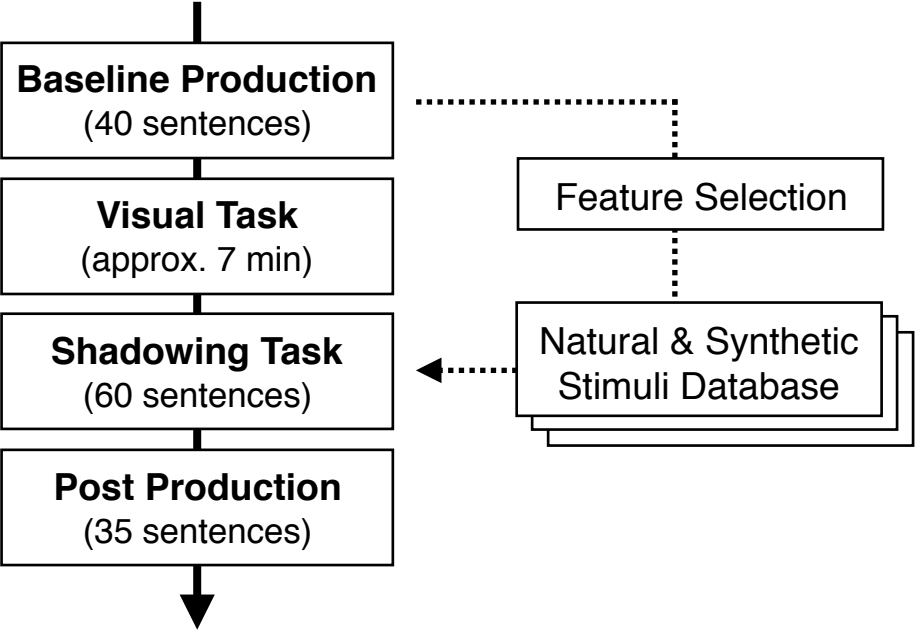 Baseline Production
(40 sentences)
Visual Task
(approx. 7 min)
Shadowing Task
(60 sentences)
Post Production
(35 sentences)
Feature Selection
Natural & Synthetic
Stimuli Database